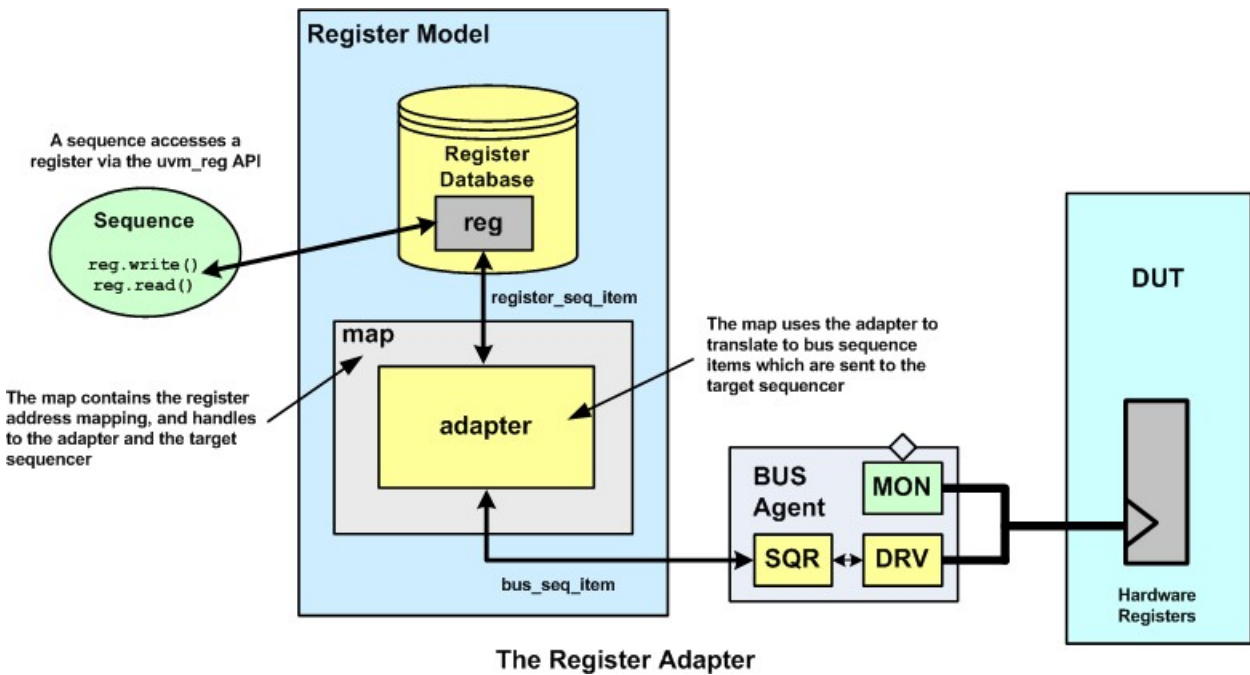 Register Model
A sequence accesses a
register via the uvm_reg API
Sequence
reg.write()
reg.read()
Register
Database
reg
register_seq_item
map
adapter
The map uses the adapter to
translate to bus sequence
items which are sent to the
target sequencer
The map contains the register
address mapping, and handles
to the adapter and the target
sequencer
bus_seq_item
BUS
Agent
MON
SQR
DRV
DUT
Hardware
Registers
The Register Adapter